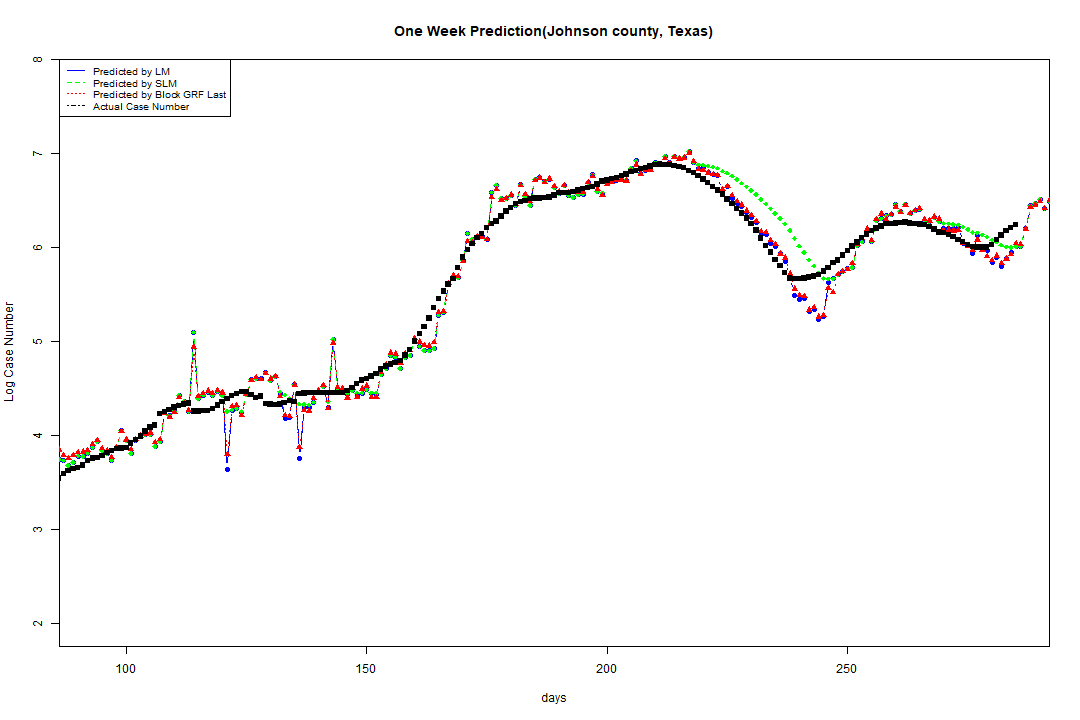 One Week Prediction(Johnson county, Texas)
Predicted by LM
Predicted by SLM
Predicted by Block GRF Last
Actual Case Number
Log Case Number
8
7
6
5
4
3
2
100
150
200
250
days